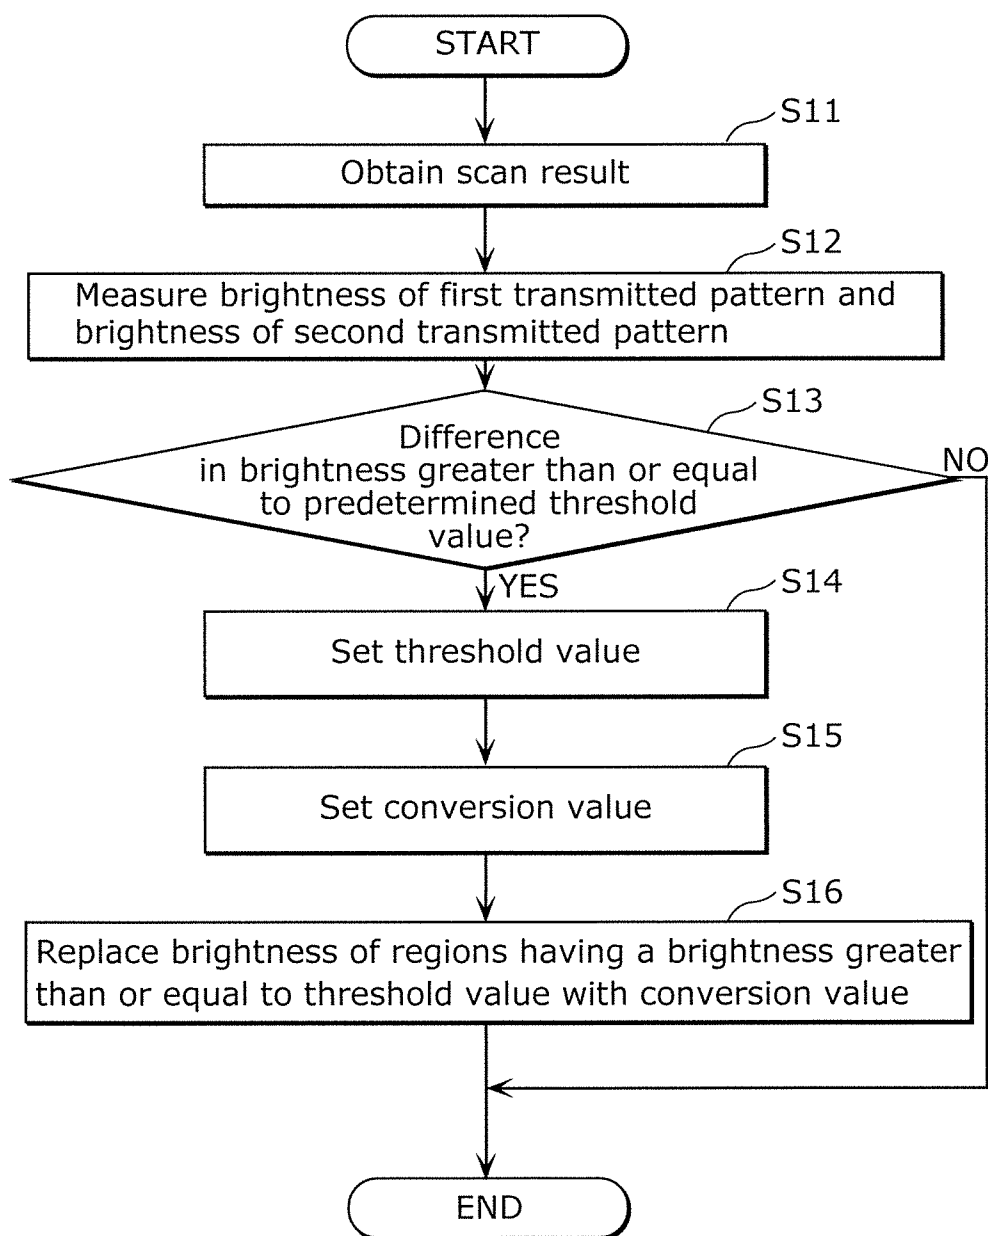 START
S11
Obtain scan result
S12
Measure brightness of first transmitted pattern and
brightness of second transmitted pattern
S13
Difference
in brightness greater than or equal
to predetermined threshold
value?
NO
YES
S14
Set threshold value
S15
Set conversion value
S16
Replace brightness of regions having a brightness greater
than or equal to threshold value with conversion value
END